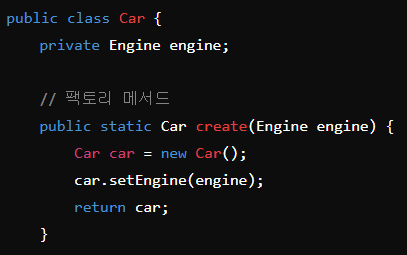 public class Car {
    private Engine engine;

    // 팩토리 메서드
    public static Car create(Engine engine) {
        Car car = new Car();
        car.setEngine(engine);
        return car;
    }